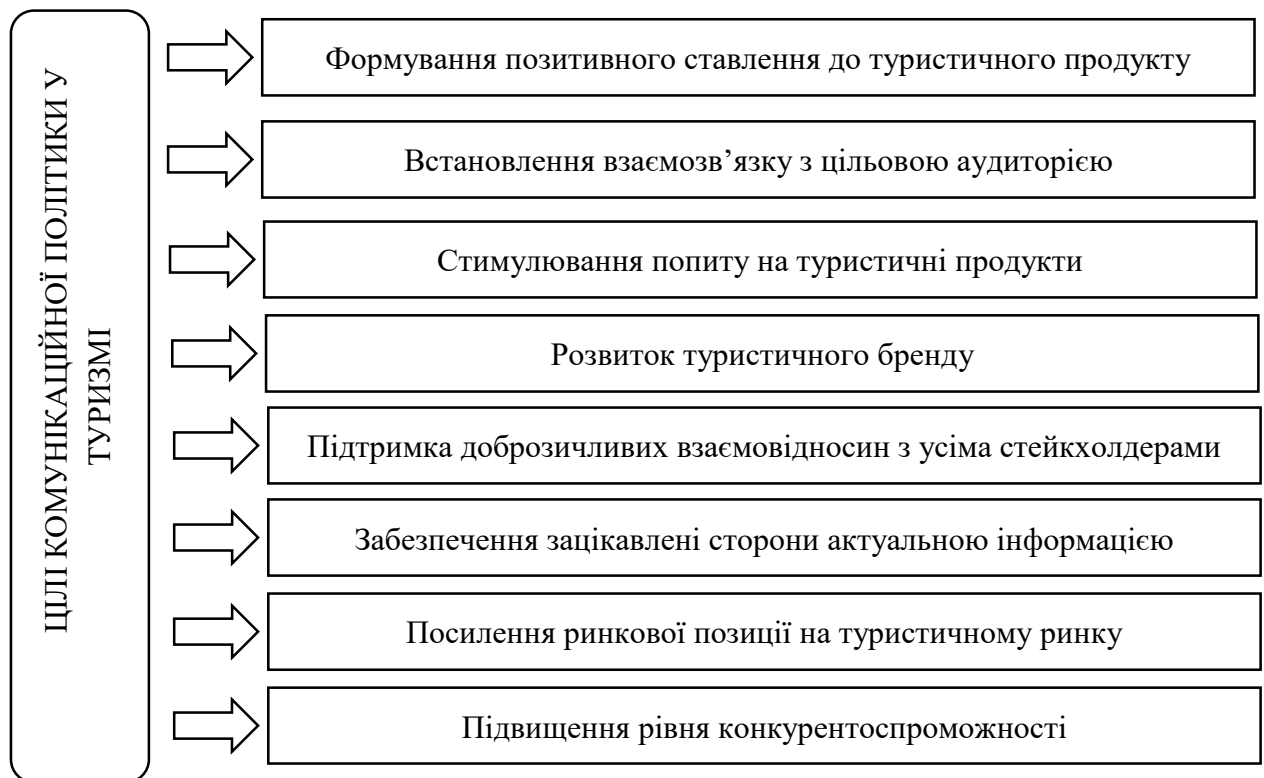 ЦІЛІ КОМУНІКАЦІЙНОЇ ПОЛІТИКИ У
ТУРИЗМІ
Формування позитивного ставлення до туристичного продукту
Встановлення взаємозв’язку з цільовою аудиторією
Стимулювання попиту на туристичні продукти
Розвиток туристичного бренду
Підтримка доброзичливих взаємовідносин з усіма стейкхолдерами
Забезпечення зацікавлені сторони актуальною інформацією
Посилення ринкової позиції на туристичному ринку
Підвищення рівня конкурентоспроможності